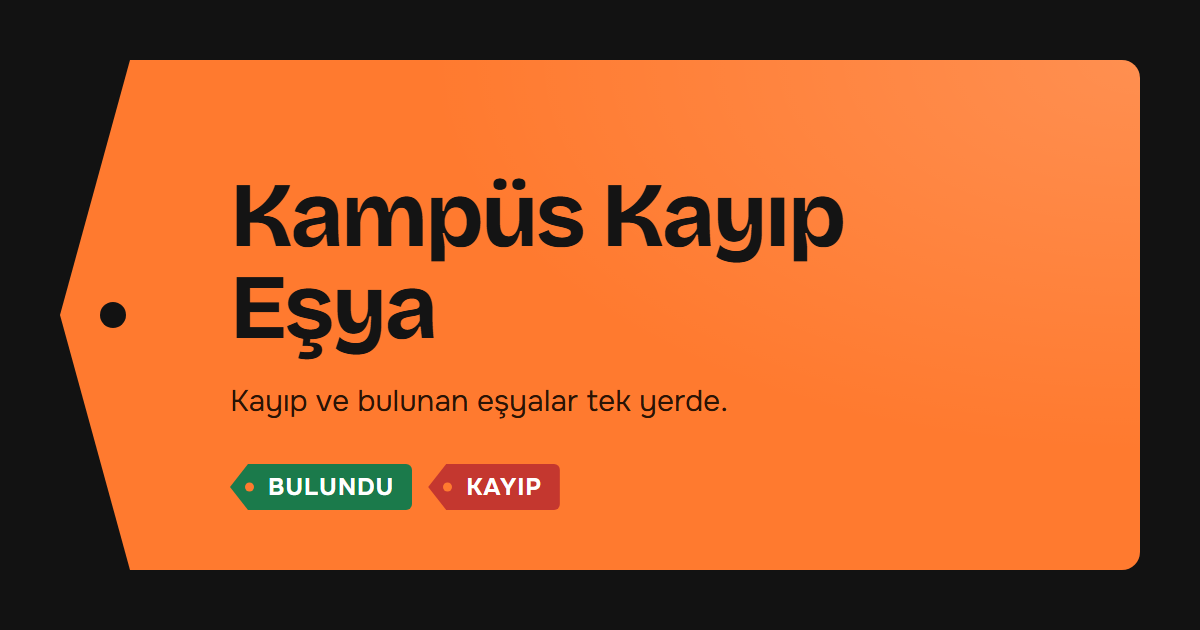 Kampüs Kayıp
Eşya
Kayıp ve bulunan eşyalar tek yerde.
BULUNDU
KAYIP